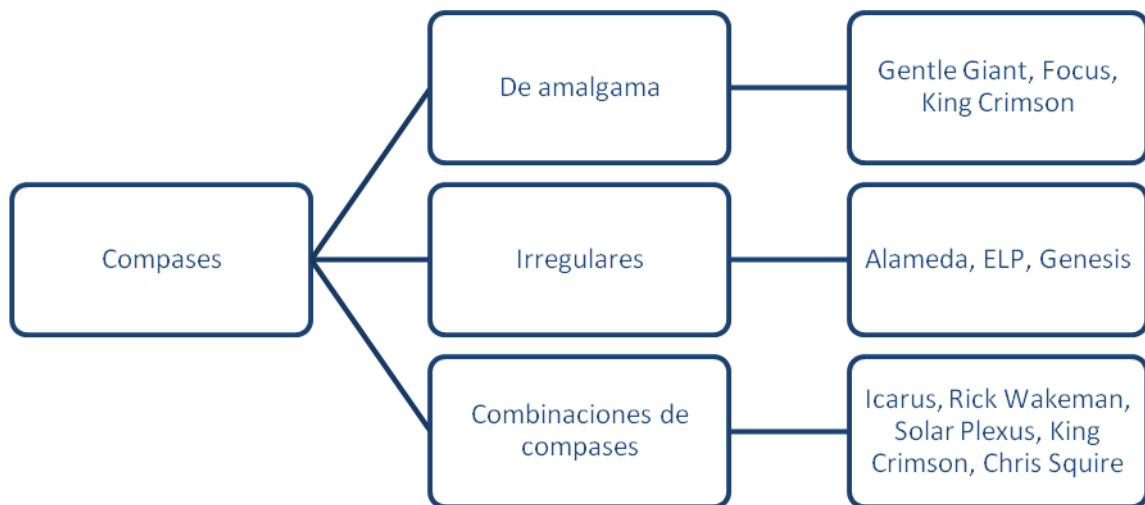 De amalgama
Gentle Giant, Focus,
King Crimson
Compases
Irregulares
Alameda, ELP, Genesis
Combinaciones de
compases
Icarus, Rick Wakeman,
Solar Plexus, King
Crimson, Chris Squire